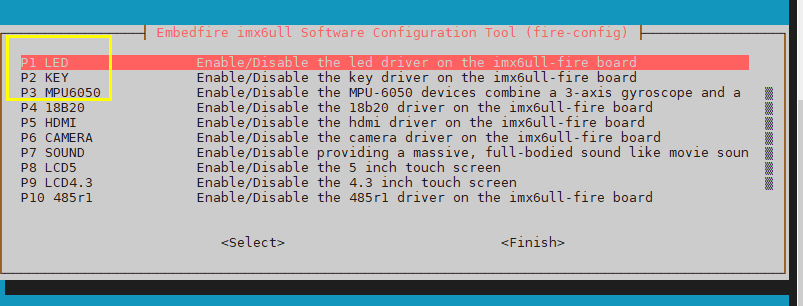 Embedfire imx6ull Software Configuration Tool (fire-config)
P1 LED Enable/Disable the led driver on the imx6ull-fire board
P2 KEY Enable/Disable the key driver on the imx6ull-fire board
P3 MPU6050 Enable/Disable the MPU-6050 devices combine a 3-axis gyroscope and a
P4 18B20 Enable/Disable the 18b20 driver on the imx6ull-fire board
P5 HDMI Enable/Disable the hdmi driver on the imx6ull-fire board
P6 CAMERA Enable/Disable the camera driver on the imx6ull-fire board
P7 SOUND Enable/Disable providing a massive, full-bodied sound like movie soun
P8 LCD5 Enable/Disable the 5 inch touch screen
P9 LCD4.3 Enable/Disable the 4.3 inch touch screen
P10 485r1 Enable/Disable the 485r1 driver on the imx6ull-fire board
<Select> <Finish>